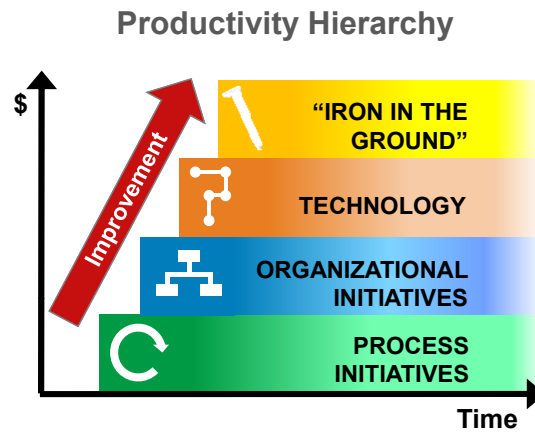 Productivity Hierarchy
$
Improvement
“IRON IN THE
GROUND”
TECHNOLOGY
ORGANIZATIONAL
INITIATIVES
PROCESS
INITIATIVES
Time